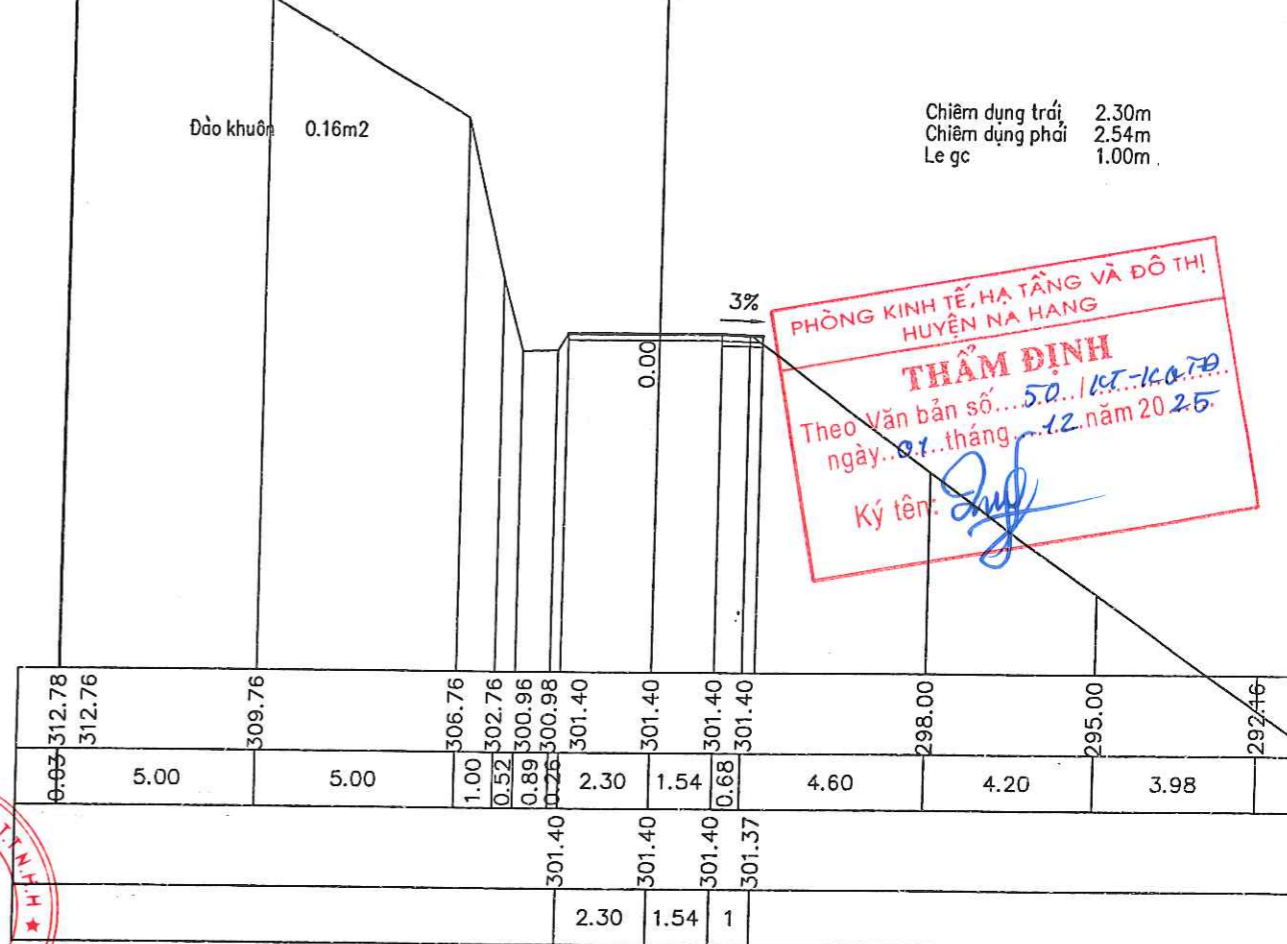 Đào khuôn 0.16m2
Chiêm dụng trái 2.30m
Chiêm dụng phải 2.54m
Le gc 1.00m
3%
0.00
PHÒNG KINH TẾ, HẠ TẦNG VÀ ĐÔ THỊ
HUYỆN NA HANG
THẨM ĐỊNH
Theo Văn bản số....50../KT-.........
ngày..01..tháng...12.năm 2025
Ký tên:
312.78 312.76 309.76 306.76 302.76 300.96 300.98 301.40 301.40 301.40 301.40 298.00 295.00 292.16
0.03 5.00 5.00 1.00 0.52 0.89 0.26 2.30 1.54 0.68 4.60 4.20 3.98
301.40 301.40 301.40 301.37
2.30 1.54 1
T.N.H.H ★